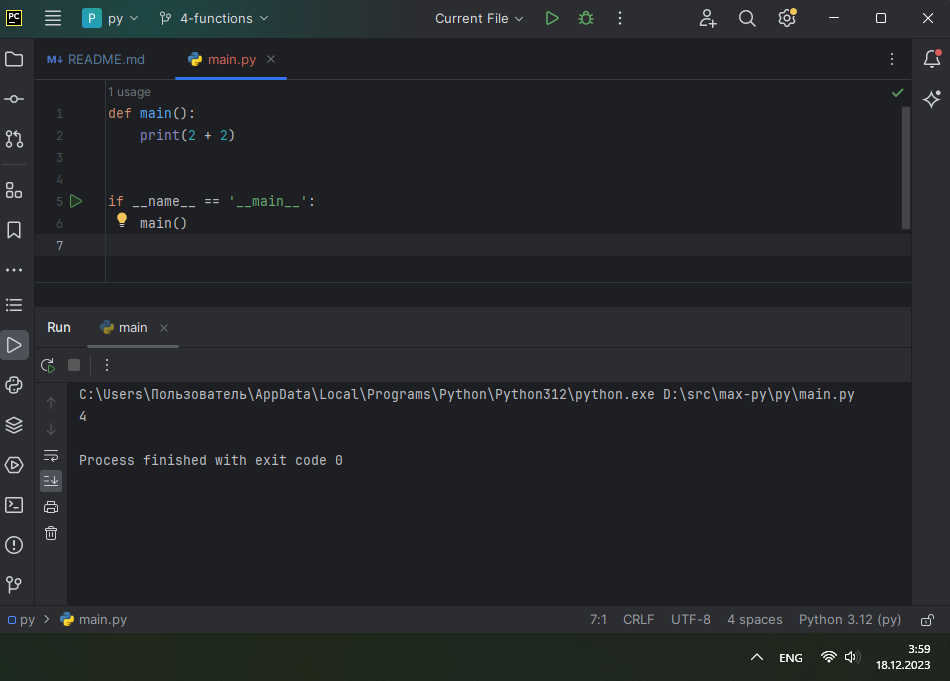 PC P py 4-functions Current File
M↓ README.md main.py
1 usage
1 def main():
2     print(2 + 2)
3
4
5 if __name__ == '__main__':
6     main()
7
Run main
C:\Users\Пользователь\AppData\Local\Programs\Python\Python312\python.exe D:\src\max-py\py\main.py
4
Process finished with exit code 0
py > main.py 7:1 CRLF UTF-8 4 spaces Python 3.12 (py)
ENG 3:59
18.12.2023